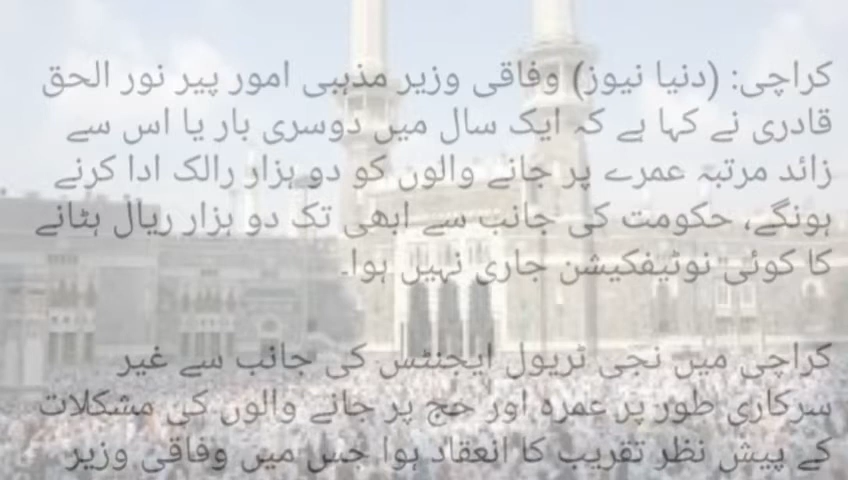 کراچی: (دنیا نیوز) وفاقی وزیر مذہبی امور پیر نور الحق
قادری نے کہا ہے کہ ایک سال میں دوسری بار یا اس سے
زائد مرتبہ عمرے پر جانے والوں کو دو ہزار رالک ادا کرنے
ہونگے، حکومت کی جانب سے ابھی تک دو ہزار ریال ہٹانے
کا کوئی نوٹیفکیشن جاری نہیں ہوا۔
کراچی میں نجی ٹریول ایجنٹس کی جانب سے غیر
سرکاری طور پر عمرہ اور حج پر جانے والوں کی مشکلات
کے پیش نظر تقریب کا انعقاد ہوا جس میں وفاقی وزیر